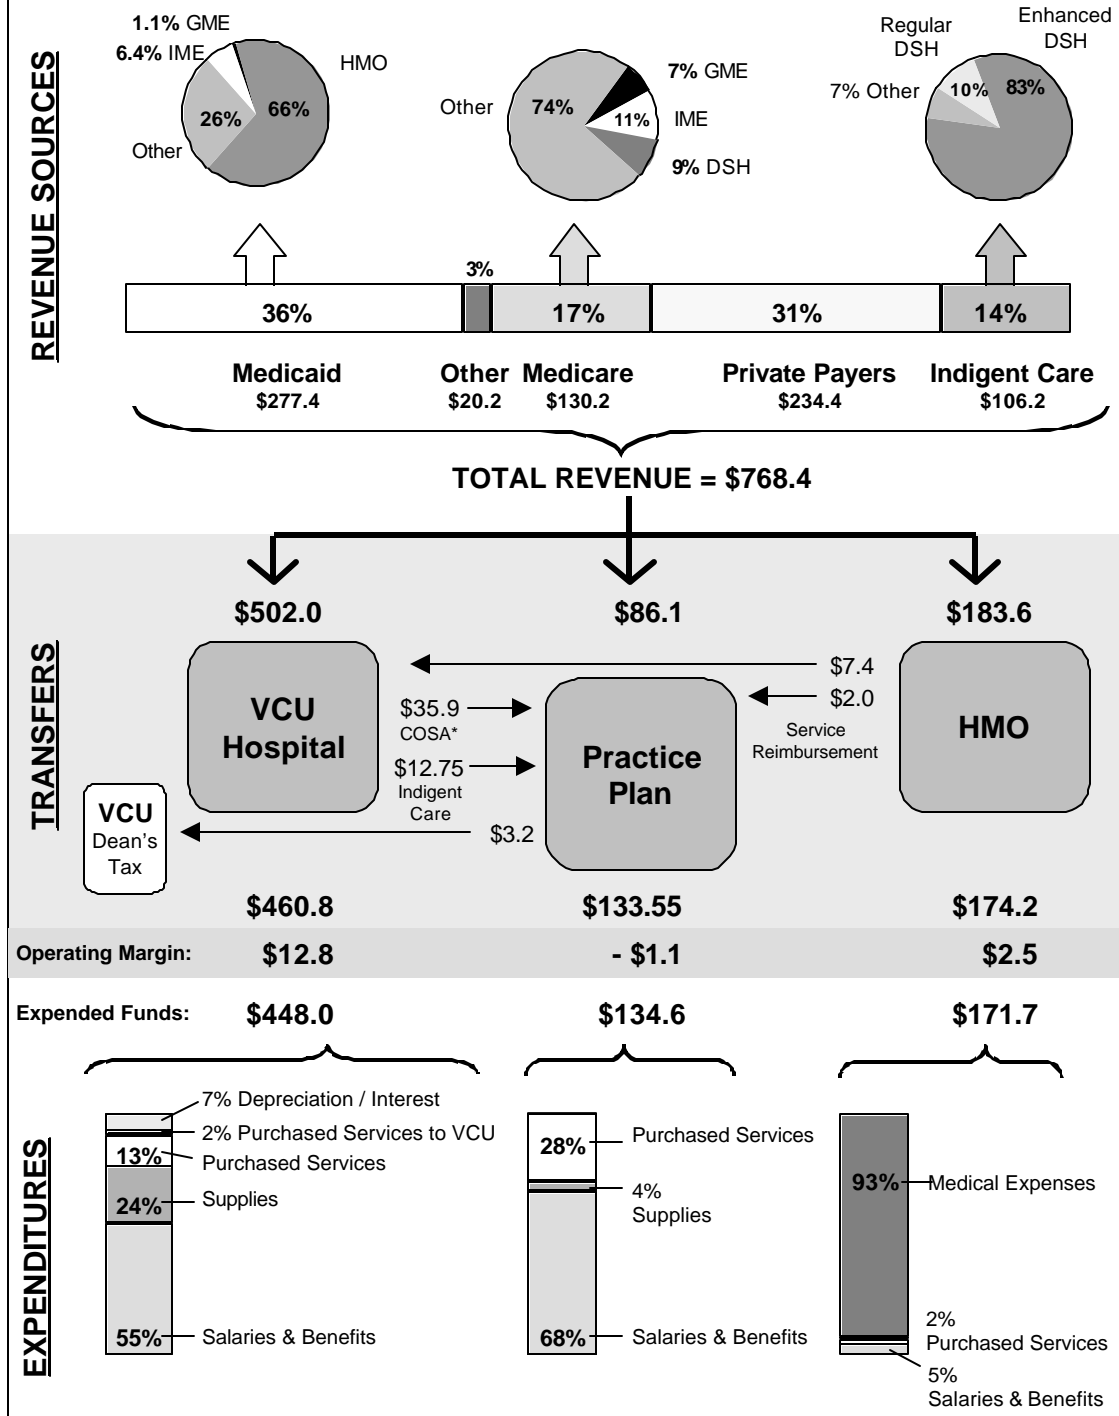 REVENUE SOURCES
1.1% GME
6.4% IME
HMO
26%
66%
Other
Other
74%
7% GME
11%
IME
9% DSH
Regular
DSH
Enhanced
DSH
7% Other
10%
83%
36%
3%
17%
31%
14%
Medicaid
$277.4
Other
$20.2
Medicare
$130.2
Private Payers
$234.4
Indigent Care
$106.2
TOTAL REVENUE = $768.4
TRANSFERS
$502.0
$86.1
$183.6
VCU
Hospital
Practice
Plan
HMO
$7.4
$2.0
Service
Reimbursement
$35.9
COSA*
$12.75
Indigent
Care
$3.2
VCU
Dean's
Tax
$460.8
$133.55
$174.2
Operating Margin:
$12.8
- $1.1
$2.5
Expended Funds:
$448.0
$134.6
$171.7
EXPENDITURES
7% Depreciation / Interest
2% Purchased Services to VCU
13%
Purchased Services
24%
Supplies
55%
Salaries & Benefits
28%
Purchased Services
4%
Supplies
68%
Salaries & Benefits
93%
Medical Expenses
2%
Purchased Services
5%
Salaries & Benefits